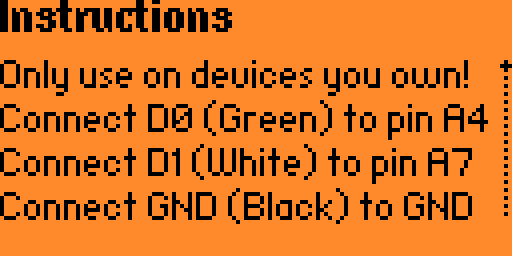 Instructions
Only use on devices you own!
Connect D0 (Green) to pin A4
Connect D1 (White) to pin A7
Connect GND (Black) to GND